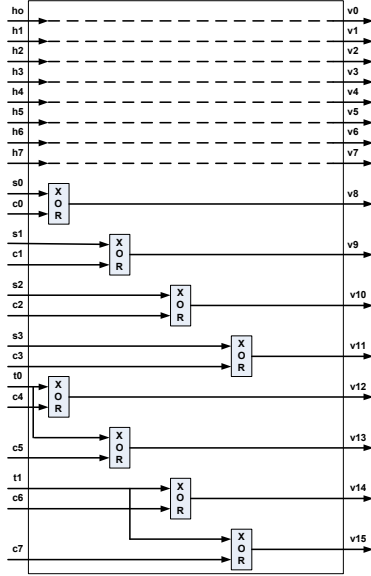 ho v0
h1 v1
h2 v2
h3 v3
h4 v4
h5 v5
h6 v6
h7 v7
s0
XOR v8
c0
s1
XOR v9
c1
s2
XOR v10
c2
s3
XOR v11
c3
t0
XOR v12
c4
XOR v13
c5
t1
XOR v14
c6
XOR v15
c7